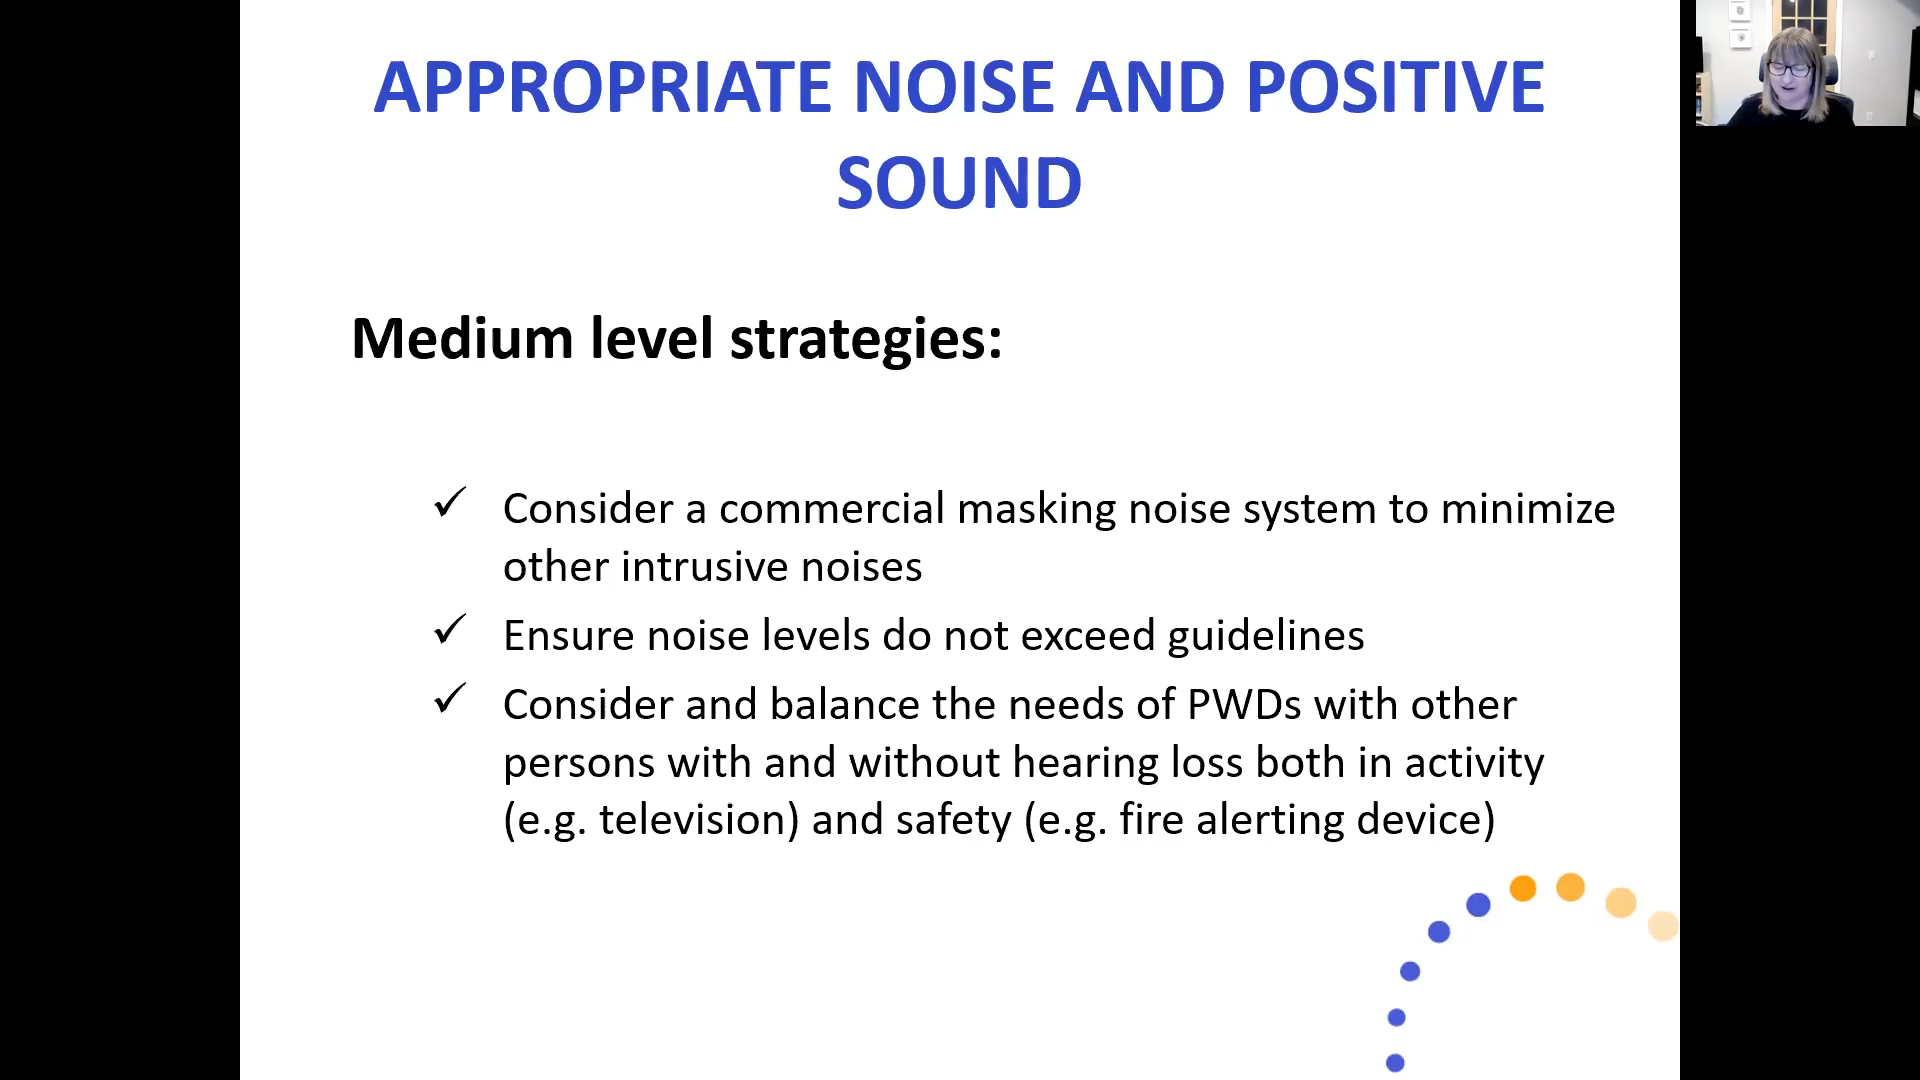 APPROPRIATE NOISE AND POSITIVE
SOUND
Medium level strategies:
✓ Consider a commercial masking noise system to minimize
other intrusive noises
✓ Ensure noise levels do not exceed guidelines
✓ Consider and balance the needs of PWDs with other
persons with and without hearing loss both in activity
(e.g. television) and safety (e.g. fire alerting device)